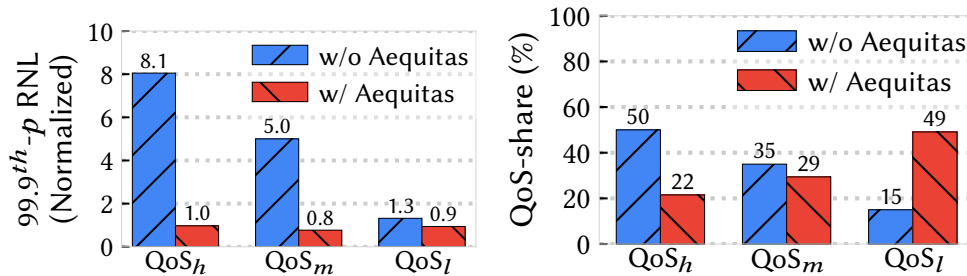 99.9th-p RNL
(Normalized)
10
8
6
4
2
0
w/o Aequitas
w/ Aequitas
8.1
1.0
5.0
0.8
1.3
0.9
QoSh
QoSm
QoSl
QoS-share (%)
100
80
60
40
20
0
w/o Aequitas
w/ Aequitas
50
22
35
29
15
49
QoSh
QoSm
QoSl